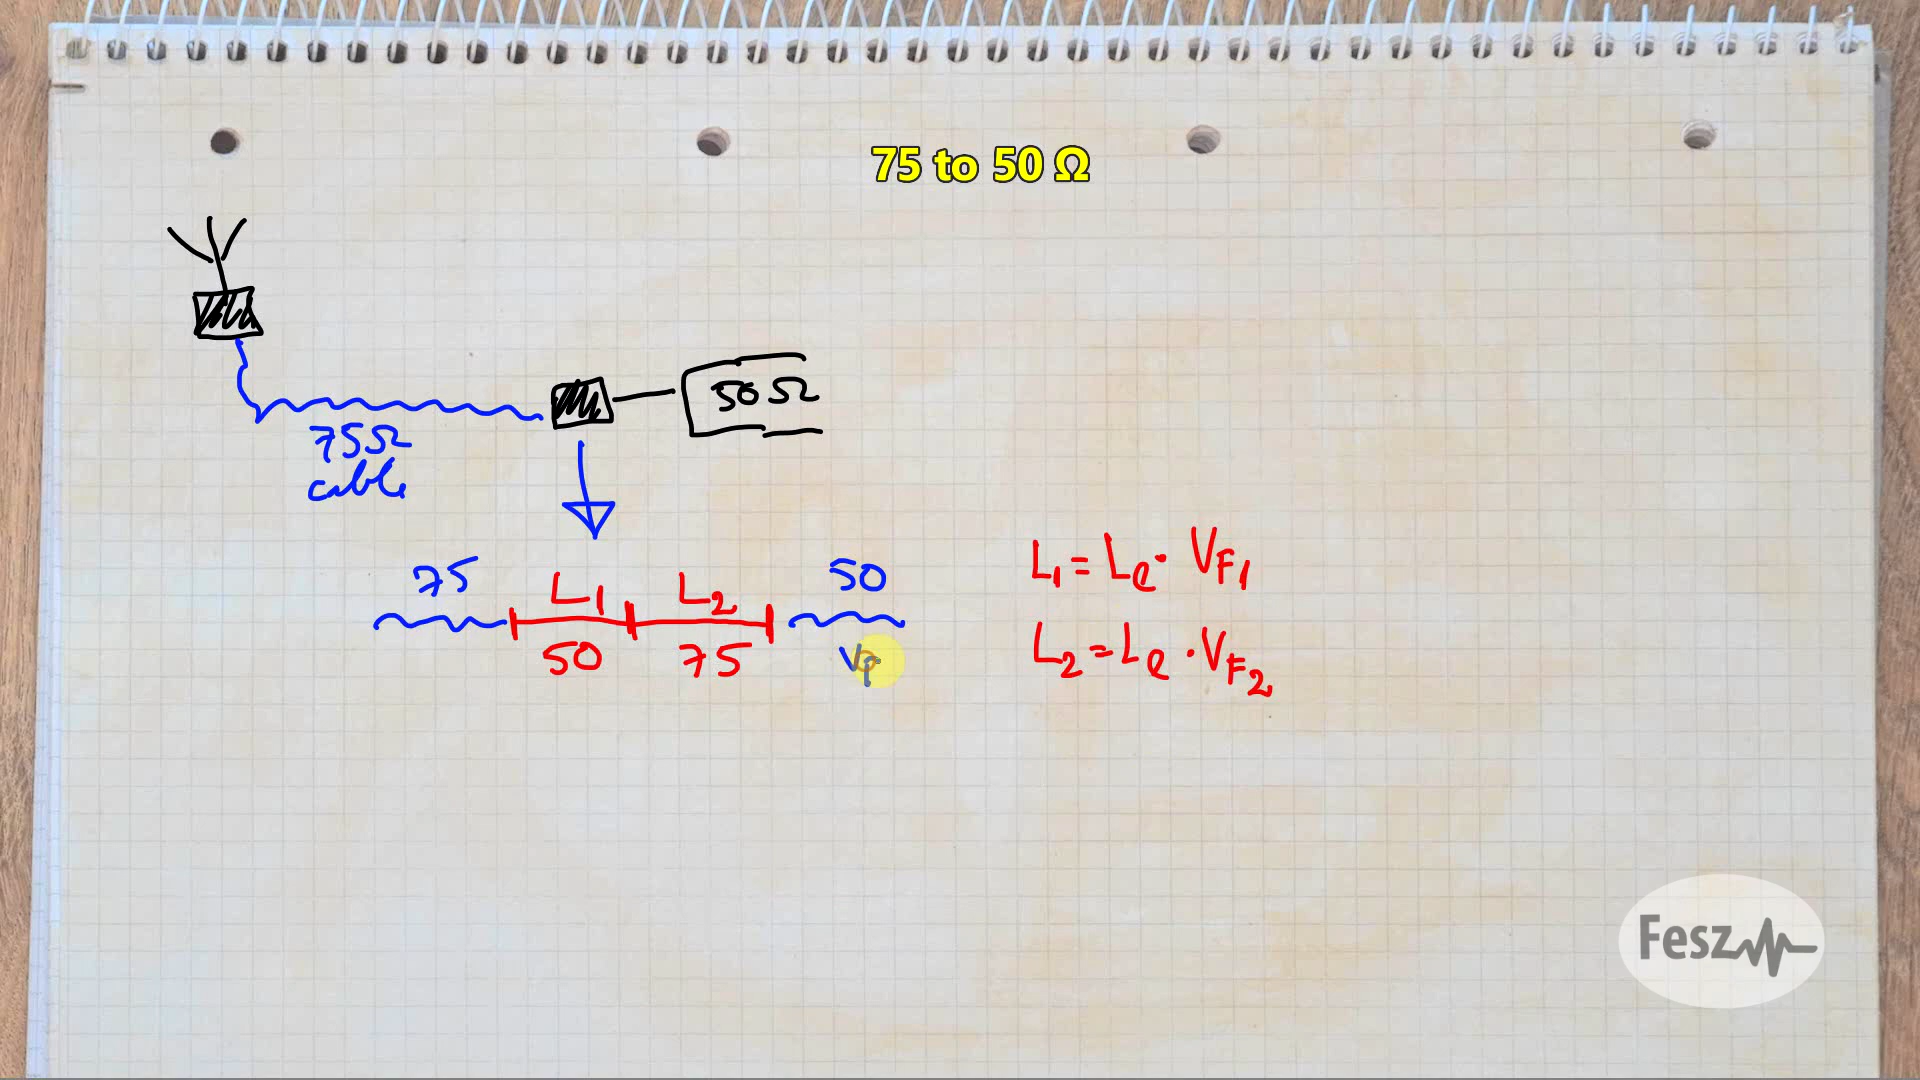 75 to 50 Ω
50Ω
75Ω
cable
75 L1 L2 50
50 75 VF
L1 = Le · VF1
L2 = Le · VF2
Fesz